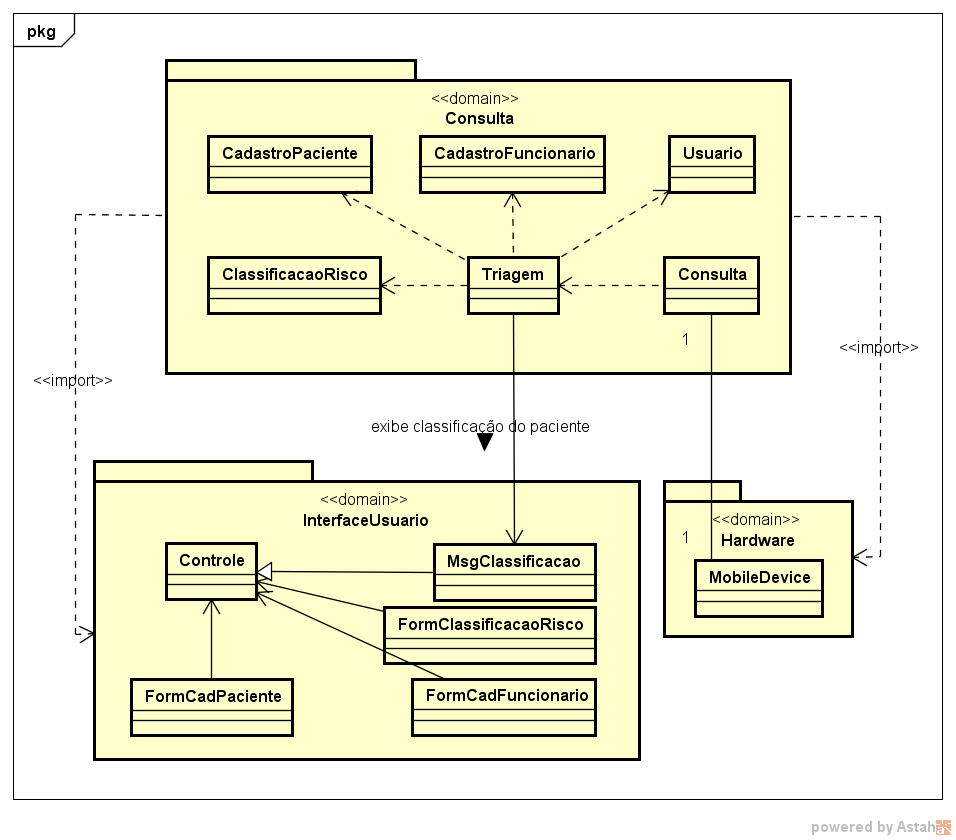 pkg
<<domain>>
Consulta
CadastroPaciente
CadastroFuncionario
Usuario
ClassificacaoRisco
Triagem
Consulta
1
<<import>>
<<import>>
exibe classificação do paciente
<<domain>>
InterfaceUsuario
Controle
MsgClassificacao
FormClassificacaoRisco
FormCadPaciente
FormCadFuncionario
<<domain>>
Hardware
1
MobileDevice
powered by Astah